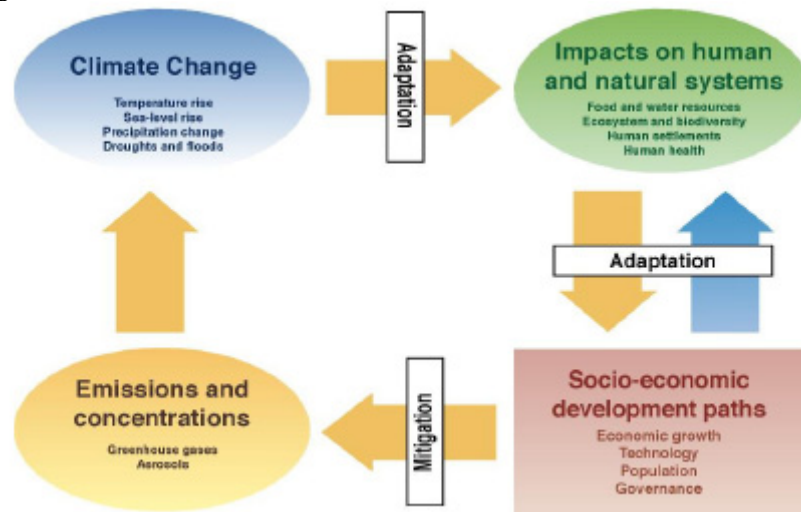 Climate Change
Temperature rise
Sea-level rise
Precipitation change
Droughts and floods
Adaptation
Impacts on human
and natural systems
Food and water resources
Ecosystem and biodiversity
Human settlements
Human health
Adaptation
Emissions and
concentrations
Greenhouse gases
Aerosols
Mitigation
Socio-economic
development paths
Economic growth
Technology
Population
Governance